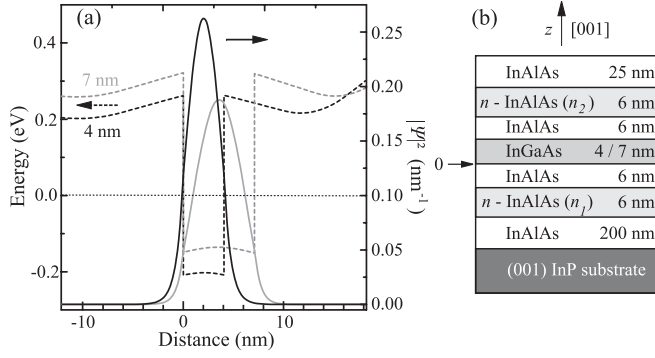 (a)
7 nm
4 nm
Energy (eV)
0.4
0.2
0.0
-0.2
-10
0
10
Distance (nm)
0.25
0.20
0.15
0.10
0.05
0.00
|Ψ|² (nm⁻¹)
(b)
z
[001]
InAlAs 25 nm
n - InAlAs (n₂) 6 nm
InAlAs 6 nm
0
InGaAs 4 / 7 nm
InAlAs 6 nm
n - InAlAs (n₁) 6 nm
InAlAs 200 nm
(001) InP substrate